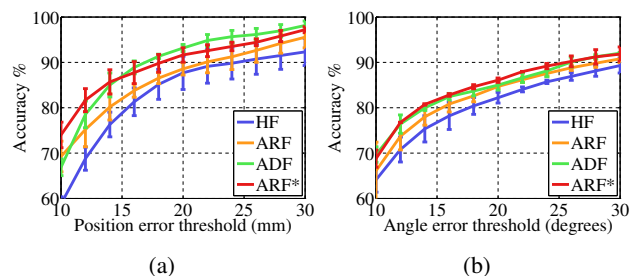 100
90
80
70
60
Accuracy %
HF
ARF
ADF
ARF*
10 15 20 25 30
Position error threshold (mm)
(a)
100
90
80
70
60
Accuracy %
HF
ARF
ADF
ARF*
10 15 20 25 30
Angle error threshold (degrees)
(b)